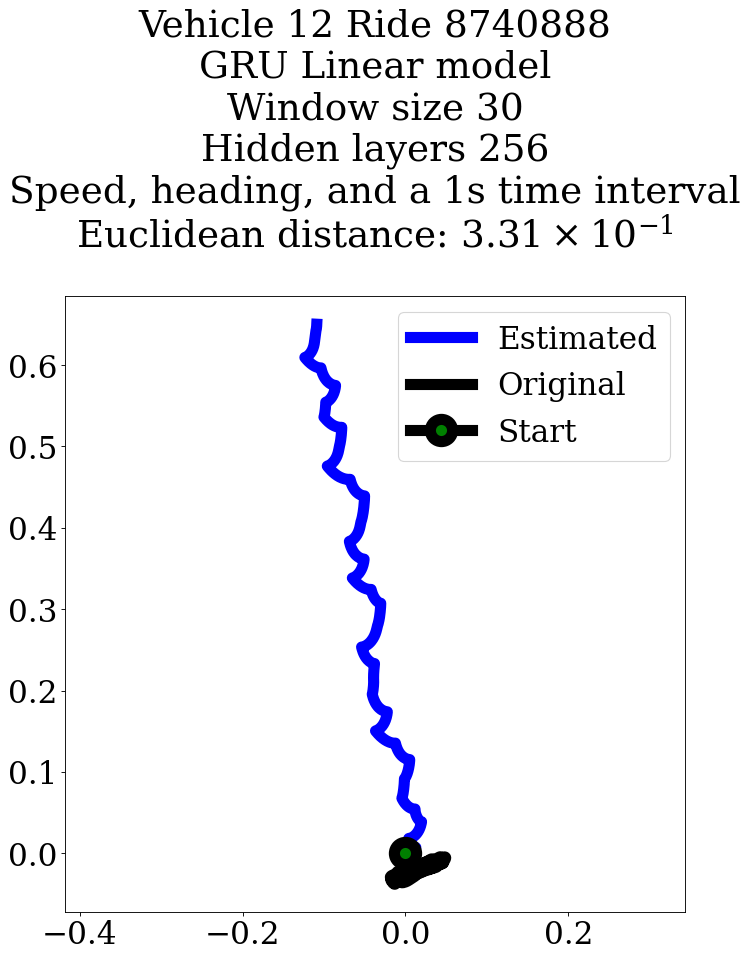 Vehicle 12 Ride 8740888
GRU Linear model
Window size 30
Hidden layers 256
Speed, heading, and a 1s time interval
Euclidean distance: 3.31 × 10⁻¹
Estimated
Original
Start
0.6
0.5
0.4
0.3
0.2
0.1
0.0
−0.4 −0.2 0.0 0.2